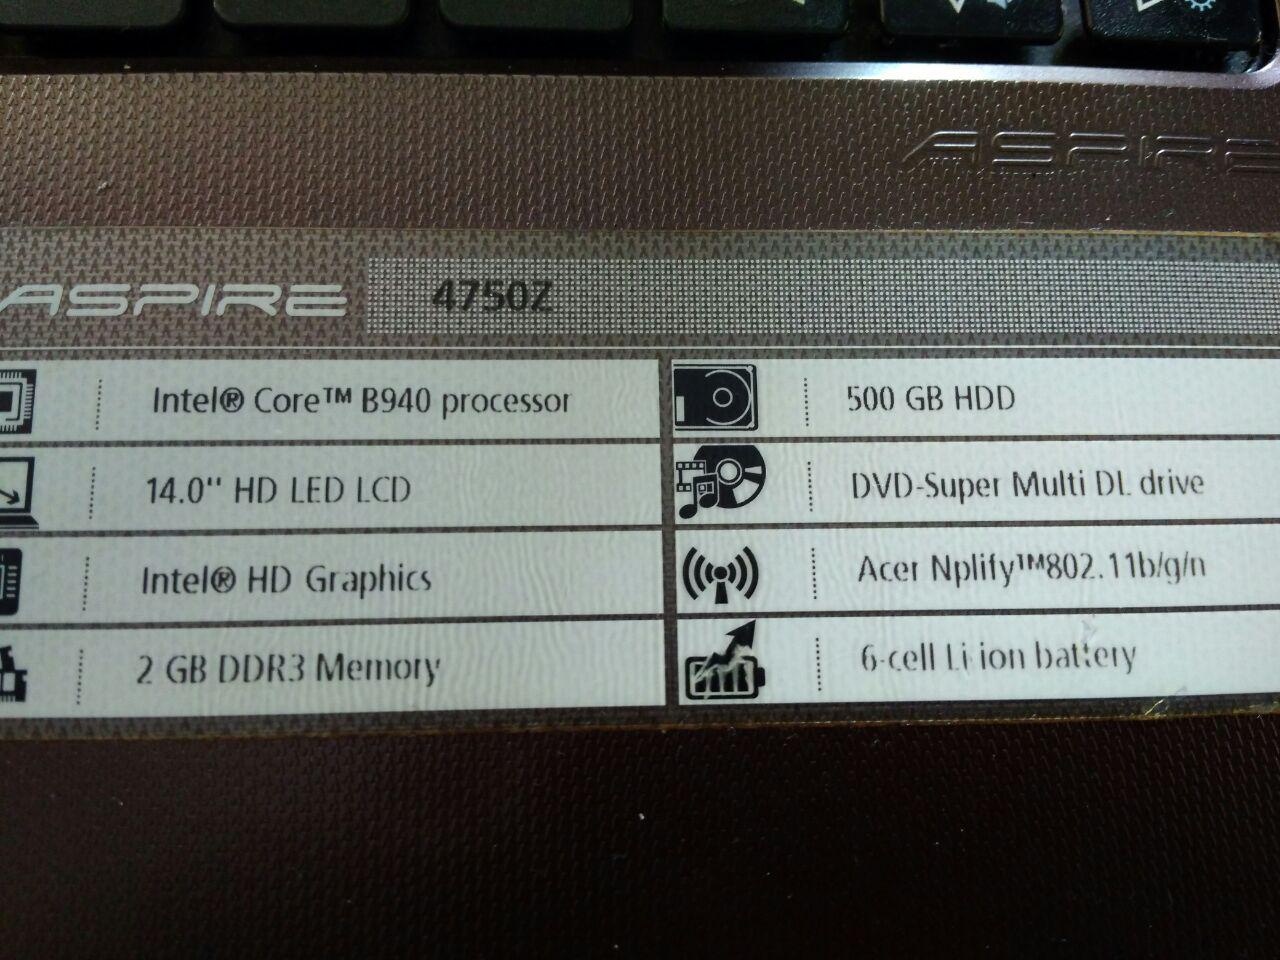 ASPIRE
ASPIRE 4750Z
Intel® Core™ B940 processor
500 GB HDD
14.0'' HD LED LCD
DVD-Super Multi DL drive
Intel® HD Graphics
Acer Nplify™802.11b/g/n
2 GB DDR3 Memory
6-cell Li ion battery